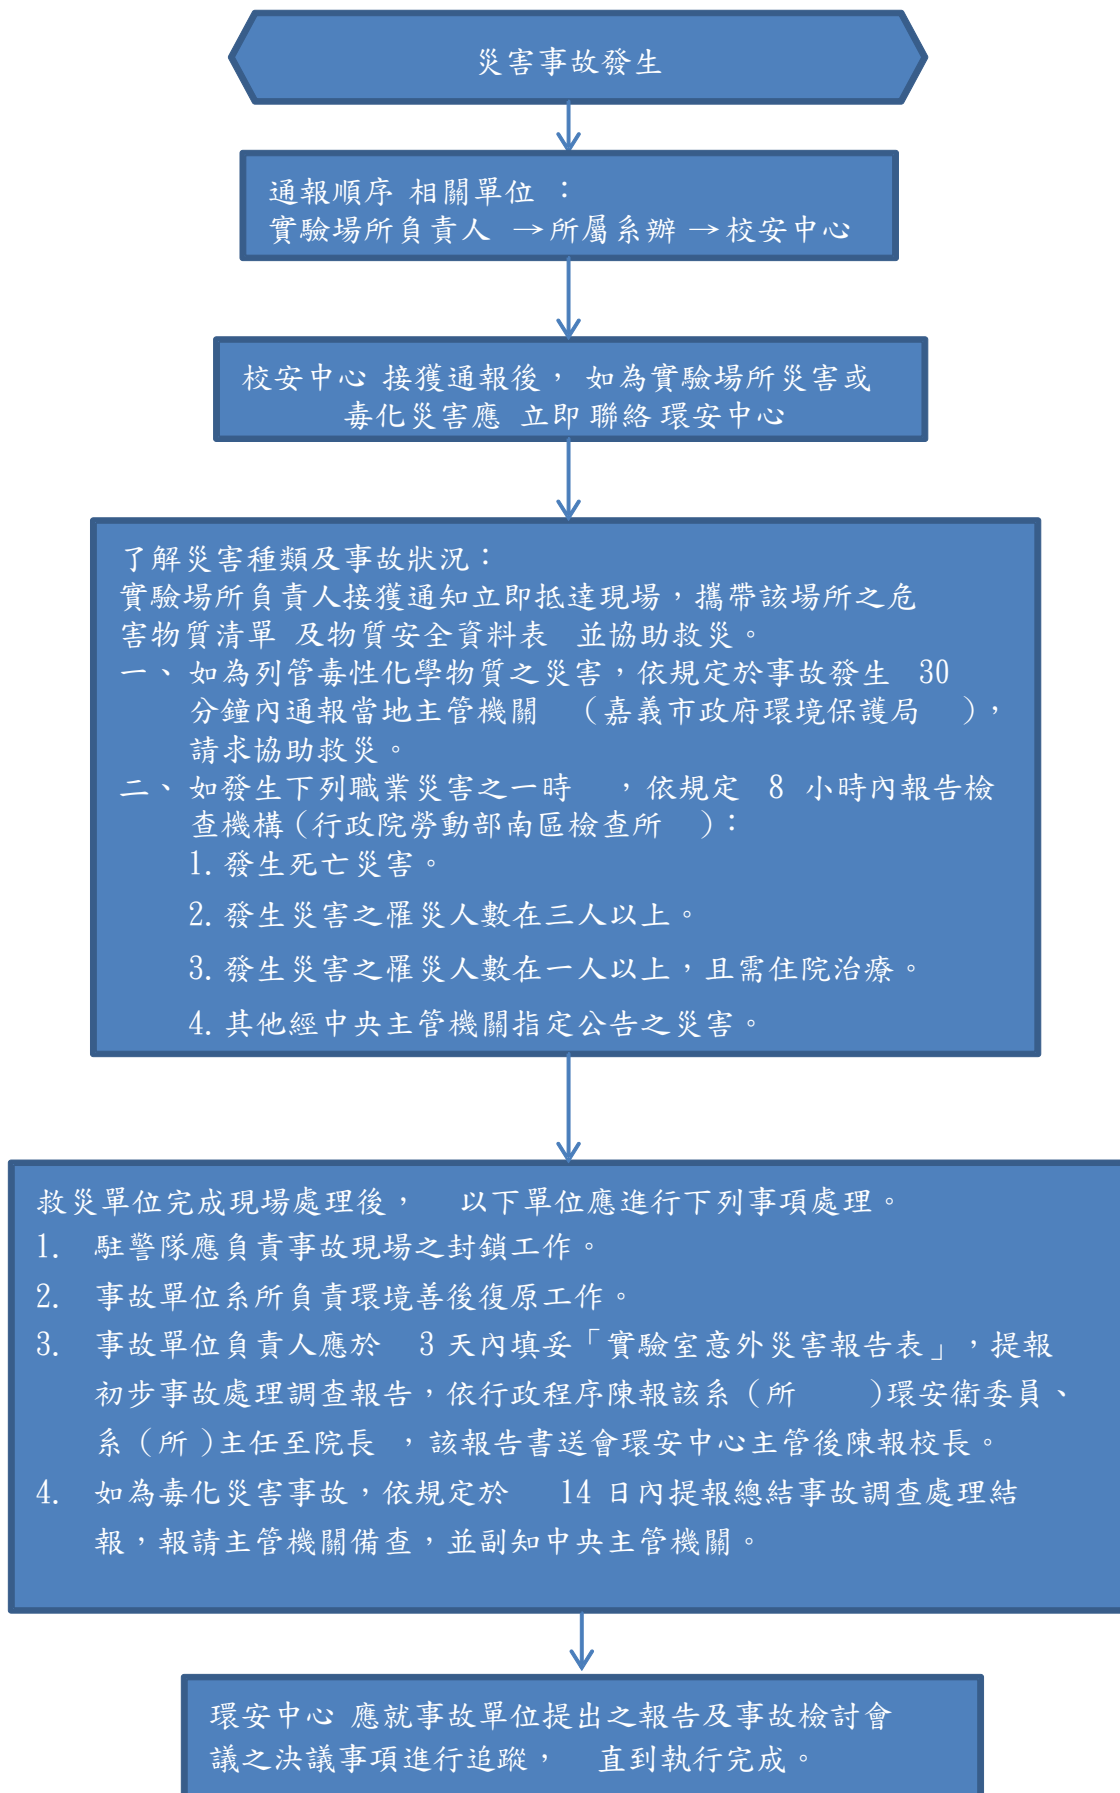 災害事故發生
通報順序 相關單位 ：
實驗場所負責人 →所屬系辦→校安中心
校安中心 接獲通報後， 如為實驗場所災害或
毒化災害應 立即 聯絡 環安中心
了解災害種類及事故狀況：
實驗場所負責人接獲通知立即抵達現場，攜帶該場所之危
害物質清單 及物質安全資料表 並協助救災。
一、 如為列管毒性化學物質之災害，依規定於事故發生 30
分鐘內通報當地主管機關 （嘉義市政府環境保護局 ），
請求協助救災。
二、 如發生下列職業災害之一時 ，依規定 8 小時內報告檢
查機構（行政院勞動部南區檢查所 ）：
1. 發生死亡災害。
2. 發生災害之罹災人數在三人以上。
3. 發生災害之罹災人數在一人以上，且需住院治療。
4. 其他經中央主管機關指定公告之災害。
救災單位完成現場處理後， 以下單位應進行下列事項處理。
1. 駐警隊應負責事故現場之封鎖工作。
2. 事故單位系所負責環境善後復原工作。
3. 事故單位負責人應於 3 天內填妥「實驗室意外災害報告表」，提報
初步事故處理調查報告，依行政程序陳報該系（所 ）環安衛委員、
系（所）主任至院長 ，該報告書送會環安中心主管後陳報校長。
4. 如為毒化災害事故，依規定於 14 日內提報總結事故調查處理結
報，報請主管機關備查，並副知中央主管機關。
環安中心 應就事故單位提出之報告及事故檢討會
議之決議事項進行追蹤， 直到執行完成。